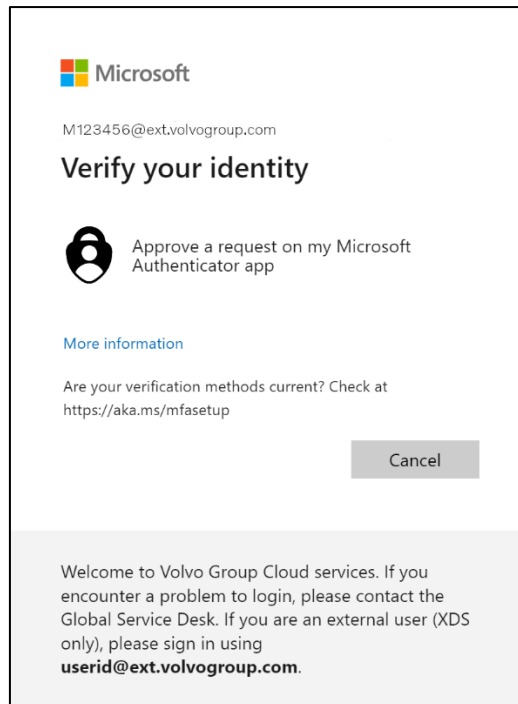 Microsoft
M123456@ext.volvogroup.com
Verify your identity
Approve a request on my Microsoft
Authenticator app
More information
Are your verification methods current? Check at
https://aka.ms/mfasetup
Cancel
Welcome to Volvo Group Cloud services. If you
encounter a problem to login, please contact the
Global Service Desk. If you are an external user (XDS
only), please sign in using
userid@ext.volvogroup.com.